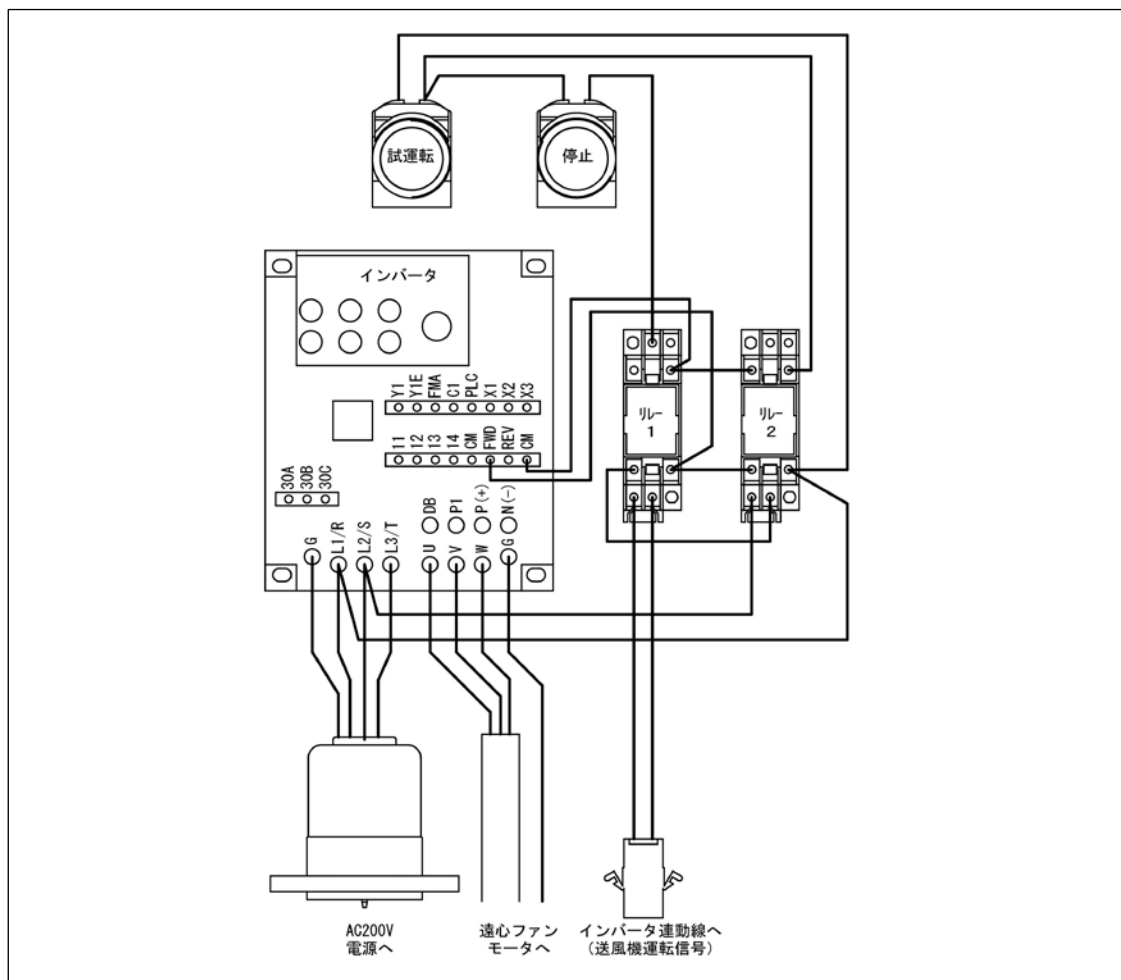 試運転
停止
インバータ
Y1
Y1E
FMA
C1
PLC
X1
X2
X3
11
12
13
14
CM
FWD
REV
CM
30A
30B
30C
リレー
1
リレー
2
DB
P1
P(+)
N(-)
G
L1/R
L2/S
L3/T
U
V
W
G
AC200V
電源へ
遠心ファン
モータへ
インバータ連動線へ
(送風機運転信号)